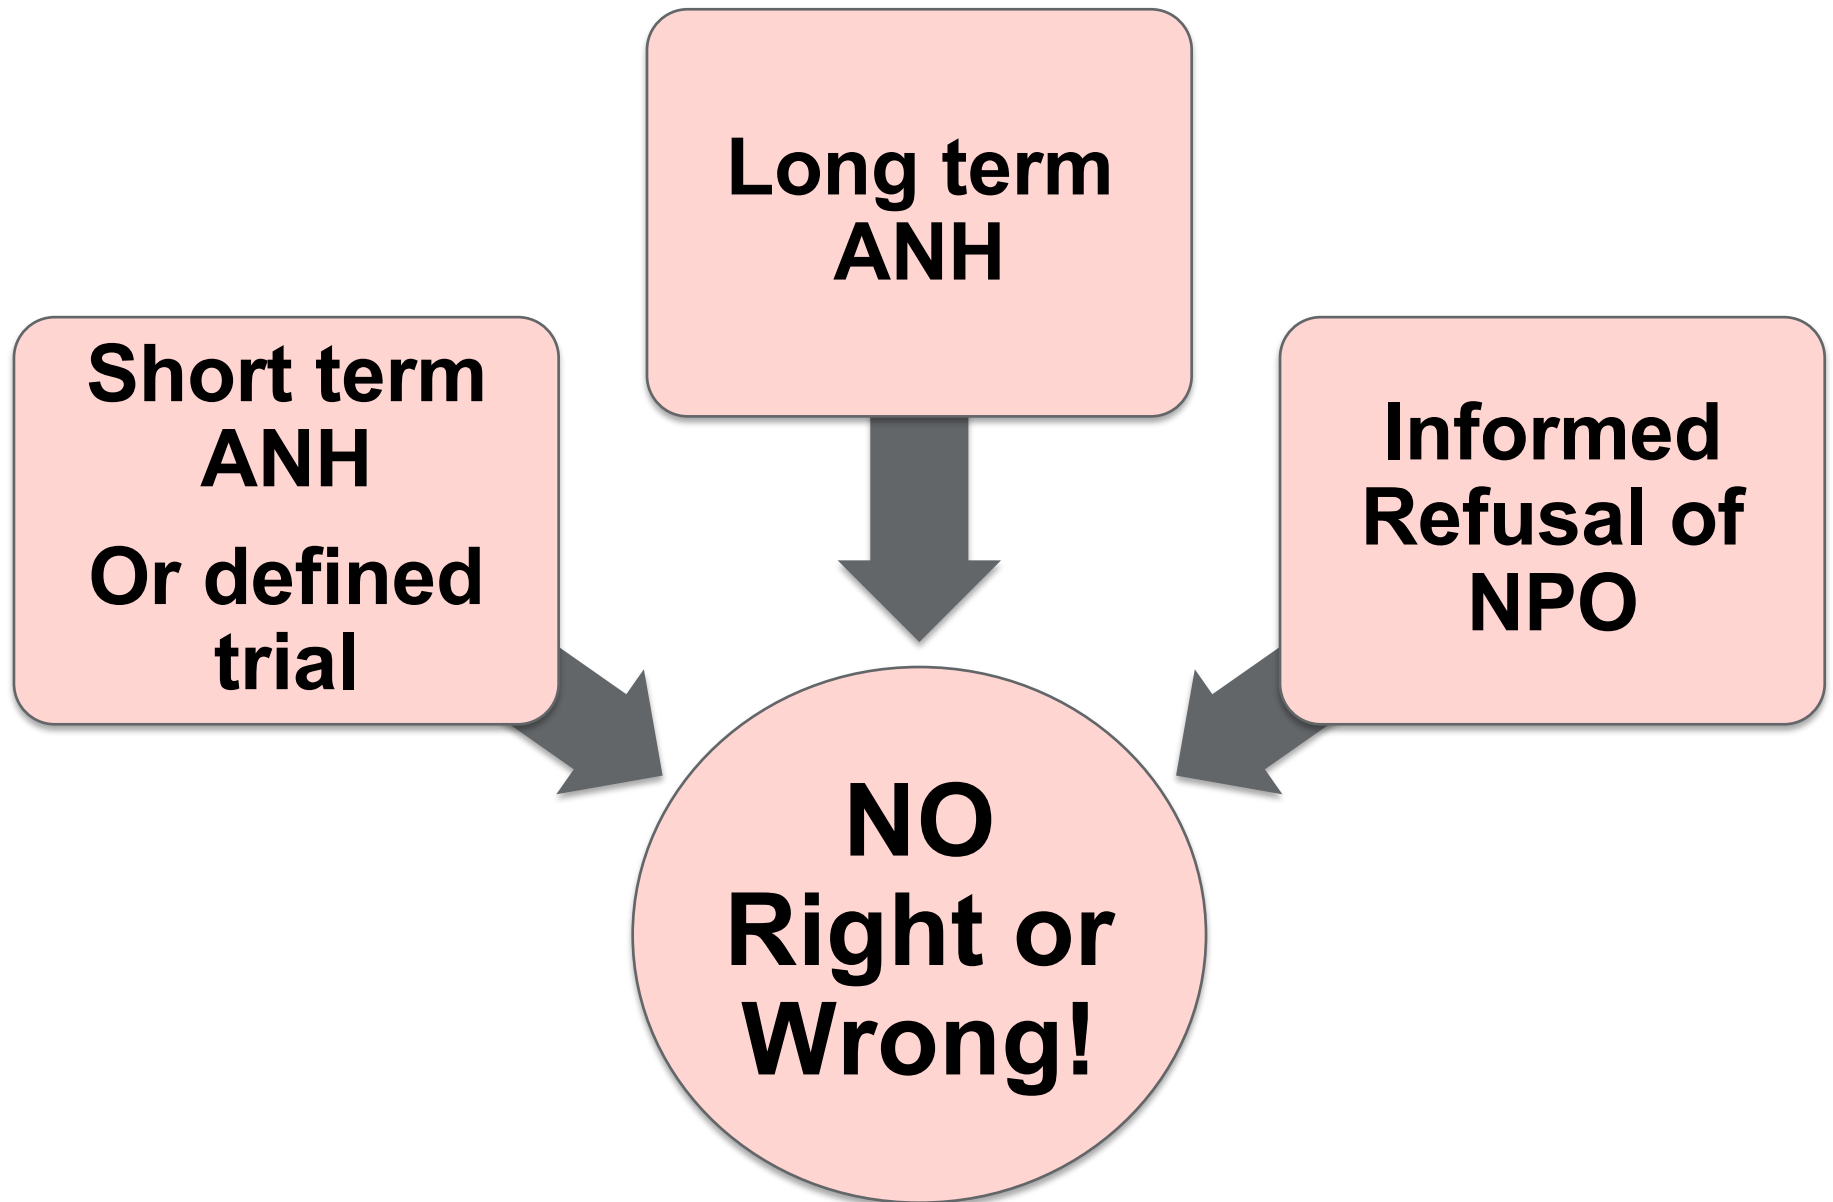 Short term
ANH
Or defined
trial
Long term
ANH
Informed
Refusal of
NPO
NO
Right or
Wrong!